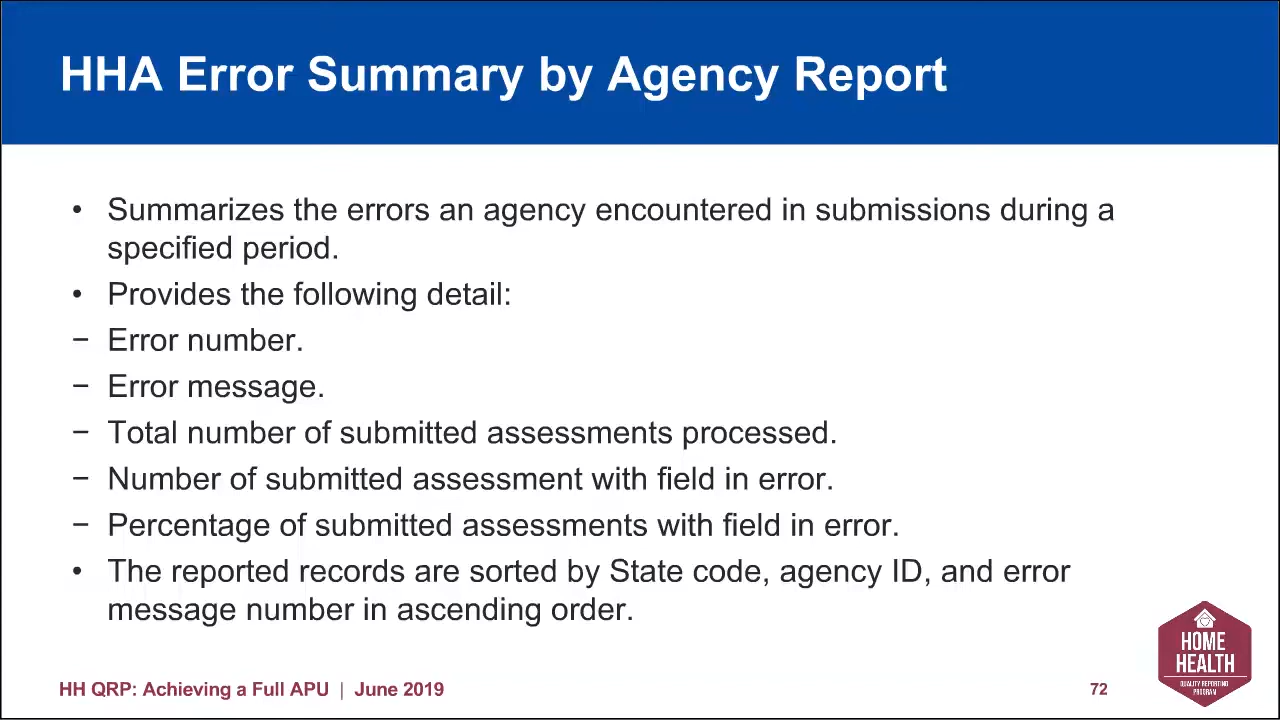 HHA Error Summary by Agency Report
• Summarizes the errors an agency encountered in submissions during a
specified period.
• Provides the following detail:
− Error number.
− Error message.
− Total number of submitted assessments processed.
− Number of submitted assessment with field in error.
− Percentage of submitted assessments with field in error.
• The reported records are sorted by State code, agency ID, and error
message number in ascending order.
HOME
HEALTH
QUALITY REPORTING
PROGRAM
HH QRP: Achieving a Full APU | June 2019
72